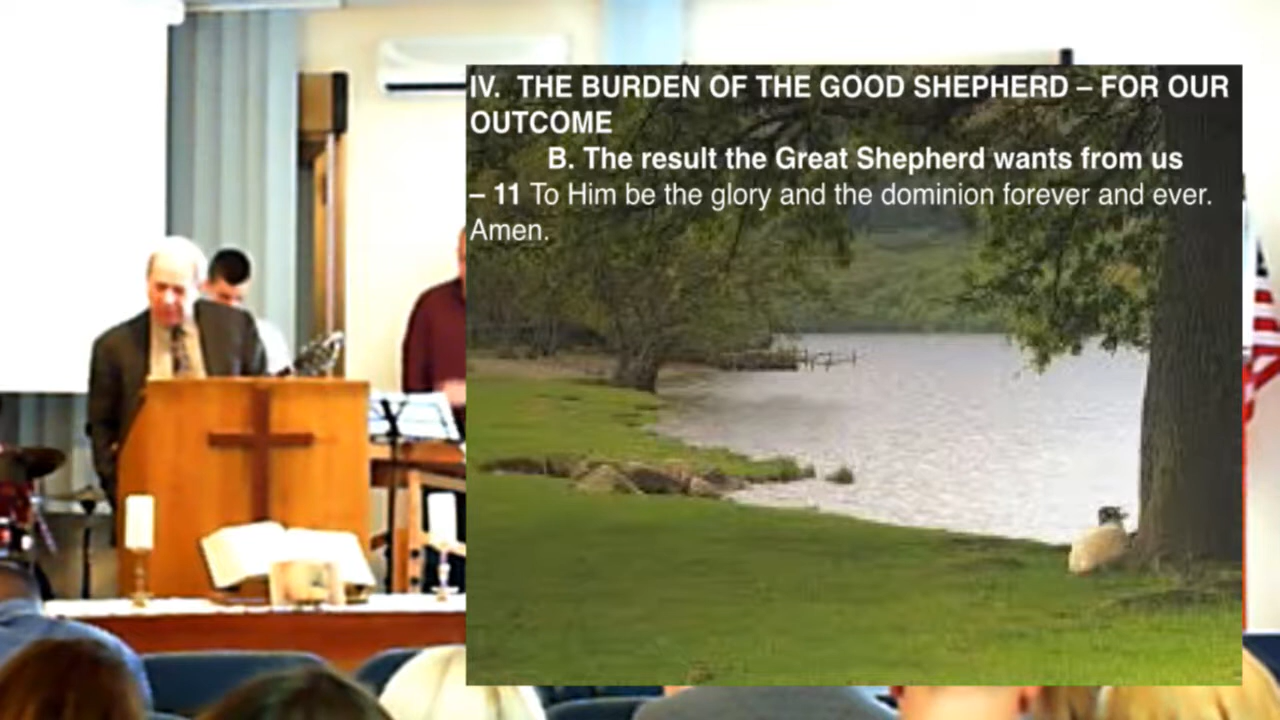 IV.  THE BURDEN OF THE GOOD SHEPHERD – FOR OUR
OUTCOME
B. The result the Great Shepherd wants from us
– 11 To Him be the glory and the dominion forever and ever.
Amen.